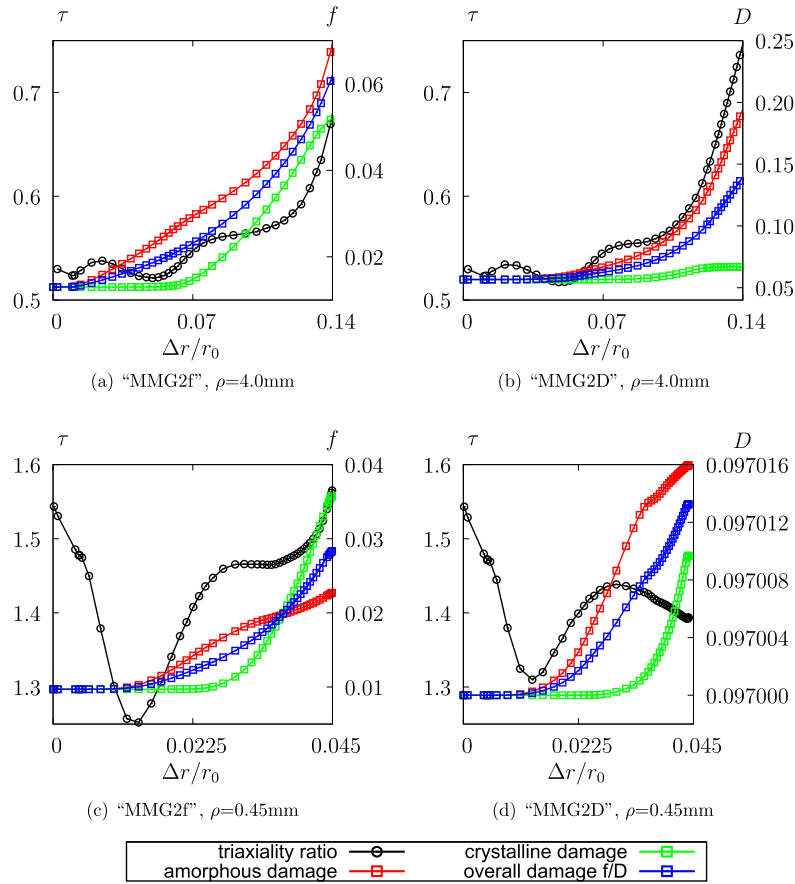 τ f
0.7
0.6
0.5
0.06
0.04
0.02
0 0.07 0.14
Δr/r0
(a) “MMG2f”, ρ=4.0mm
τ D
0.7
0.6
0.5
0.25
0.20
0.15
0.10
0.05
0 0.07 0.14
Δr/r0
(b) “MMG2D”, ρ=4.0mm
τ f
1.6
1.5
1.4
1.3
0.04
0.03
0.02
0.01
0 0.0225 0.045
Δr/r0
(c) “MMG2f”, ρ=0.45mm
τ D
1.6
1.5
1.4
1.3
0.097016
0.097012
0.097008
0.097004
0.097000
0 0.0225 0.045
Δr/r0
(d) “MMG2D”, ρ=0.45mm
triaxiality ratio
amorphous damage
crystalline damage
overall damage f/D